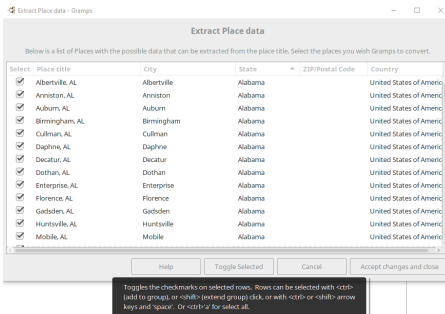 Extract Place data - Gramps
Extract Place data
Below is a list of Places with the possible data that can be extracted from the place title. Select the places you wish Gramps to convert.
Select Place title City State ZIP/Postal Code Country
Albertville, AL Albertville Alabama United States of Americ
Anniston, AL Anniston Alabama United States of Americ
Auburn, AL Auburn Alabama United States of Americ
Birmingham, AL Birmingham Alabama United States of Americ
Cullman, AL Cullman Alabama United States of Americ
Daphne, AL Daphne Alabama United States of Americ
Decatur, AL Decatur Alabama United States of Americ
Dothan, AL Dothan Alabama United States of Americ
Enterprise, AL Enterprise Alabama United States of Americ
Florence, AL Florence Alabama United States of Americ
Gadsden, AL Gadsden Alabama United States of Americ
Huntsville, AL Huntsville Alabama United States of Americ
Mobile, AL Mobile Alabama United States of Americ
Help Toggle Selected Cancel Accept changes and close
Toggles the checkmarks on selected rows. Rows can be selected with <ctrl>
(add to group), or <shift> (extend group) click, or with <ctrl> or <shift> arrow
keys and 'space'. Or <ctrl>'a' for select all.